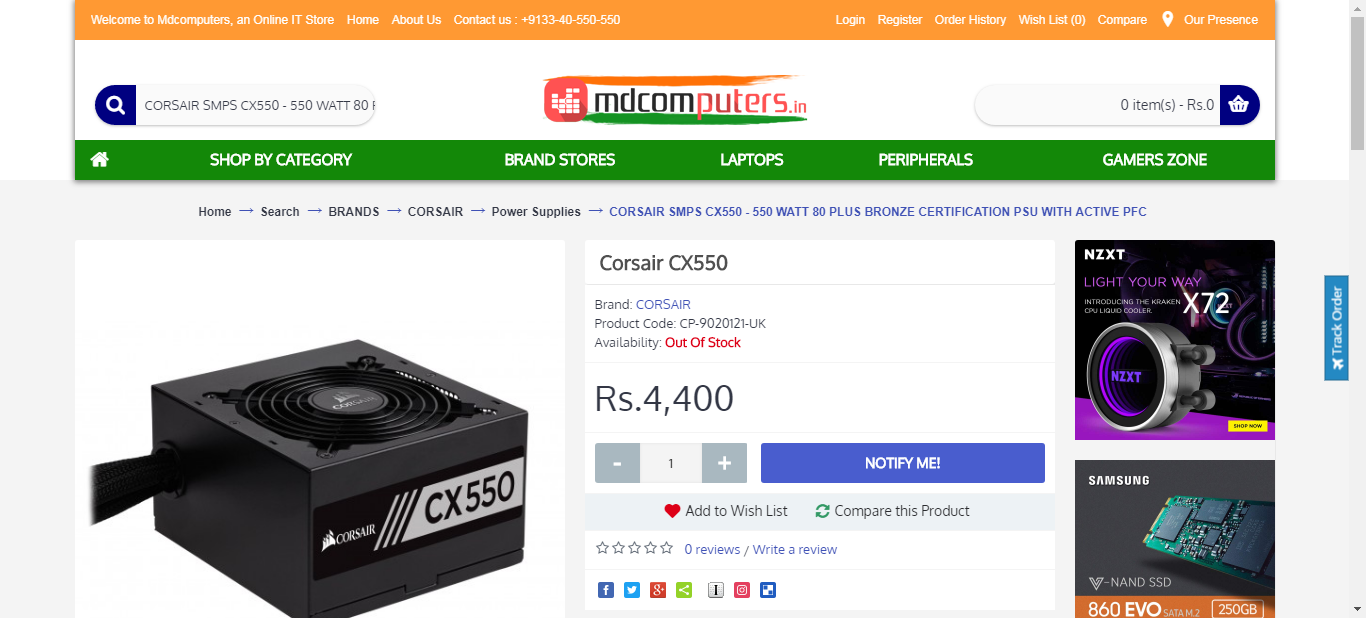 Welcome to Mdcomputers, an Online IT Store Home About Us Contact us : +9133-40-550-550 Login Register Order History Wish List (0) Compare Our Presence
CORSAIR SMPS CX550 - 550 WATT 80
mdcomputers.in
0 item(s) - Rs.0
SHOP BY CATEGORY BRAND STORES LAPTOPS PERIPHERALS GAMERS ZONE
Home → Search → BRANDS → CORSAIR → Power Supplies → CORSAIR SMPS CX550 - 550 WATT 80 PLUS BRONZE CERTIFICATION PSU WITH ACTIVE PFC
CORSAIR
CORSAIR CX550
Corsair CX550
Brand: CORSAIR
Product Code: CP-9020121-UK
Availability: Out Of Stock
Rs.4,400
- 1 + NOTIFY ME!
Add to Wish List Compare this Product
0 reviews / Write a review
NZXT
LIGHT YOUR WAY
INTRODUCING THE KRAKEN X72
CPU LIQUID COOLER.
NZXT
SHOP NOW
SAMSUNG
V-NAND SSD
860 EVO SATA M.2 250GB
Track Order